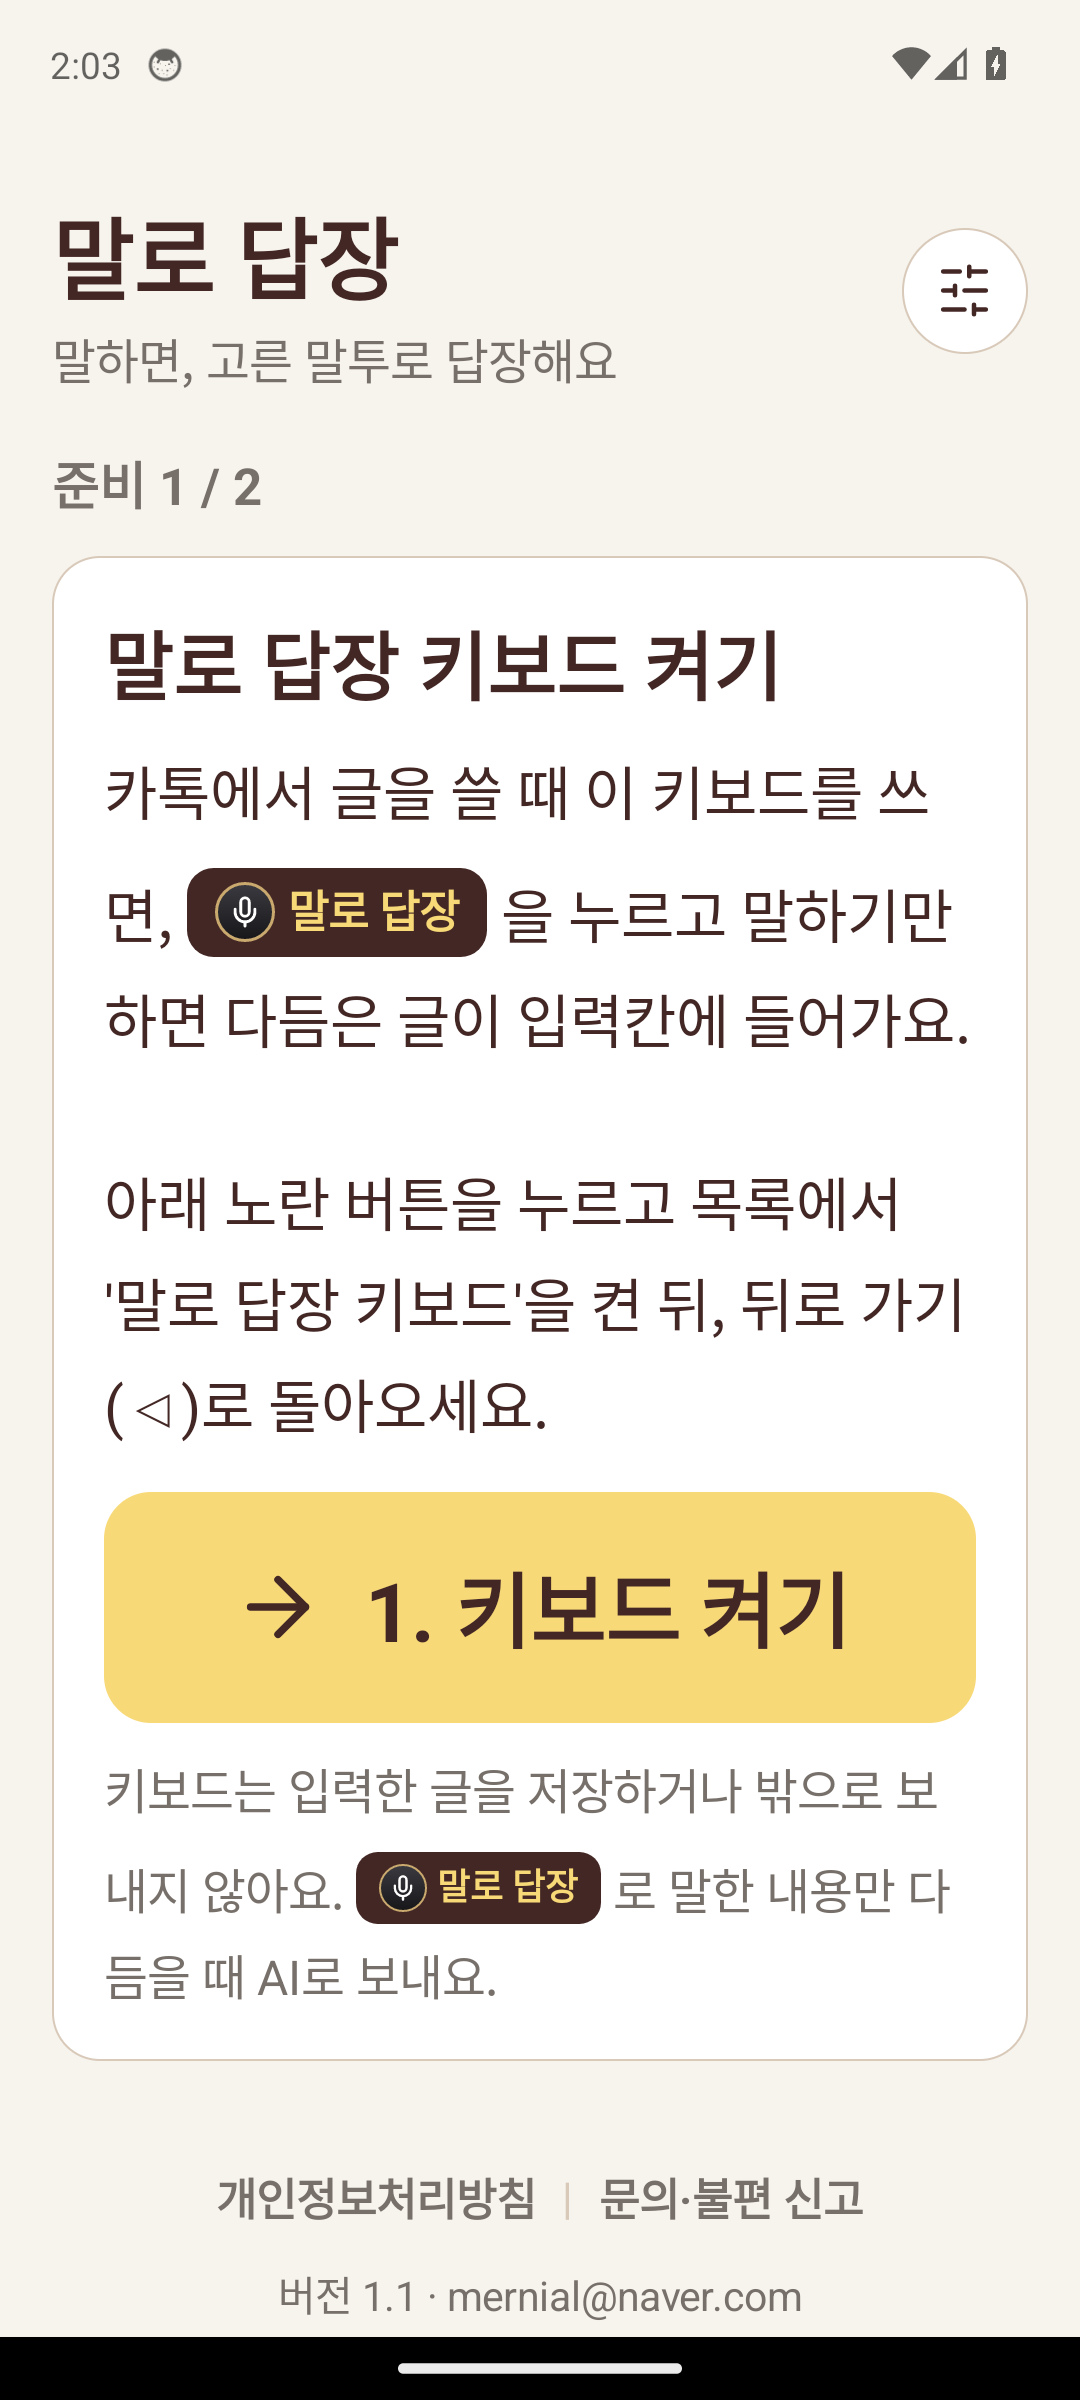 2:03
말로 답장
말하면, 고른 말투로 답장해요
준비 1 / 2
말로 답장 키보드 켜기
카톡에서 글을 쓸 때 이 키보드를 쓰
면, 말로 답장 을 누르고 말하기만
하면 다듬은 글이 입력칸에 들어가요.
아래 노란 버튼을 누르고 목록에서
'말로 답장 키보드'을 켠 뒤, 뒤로 가기
(◁)로 돌아오세요.
→ 1. 키보드 켜기
키보드는 입력한 글을 저장하거나 밖으로 보
내지 않아요. 말로 답장 로 말한 내용만 다
듬을 때 AI로 보내요.
개인정보처리방침 | 문의·불편 신고
버전 1.1 · mernial@naver.com